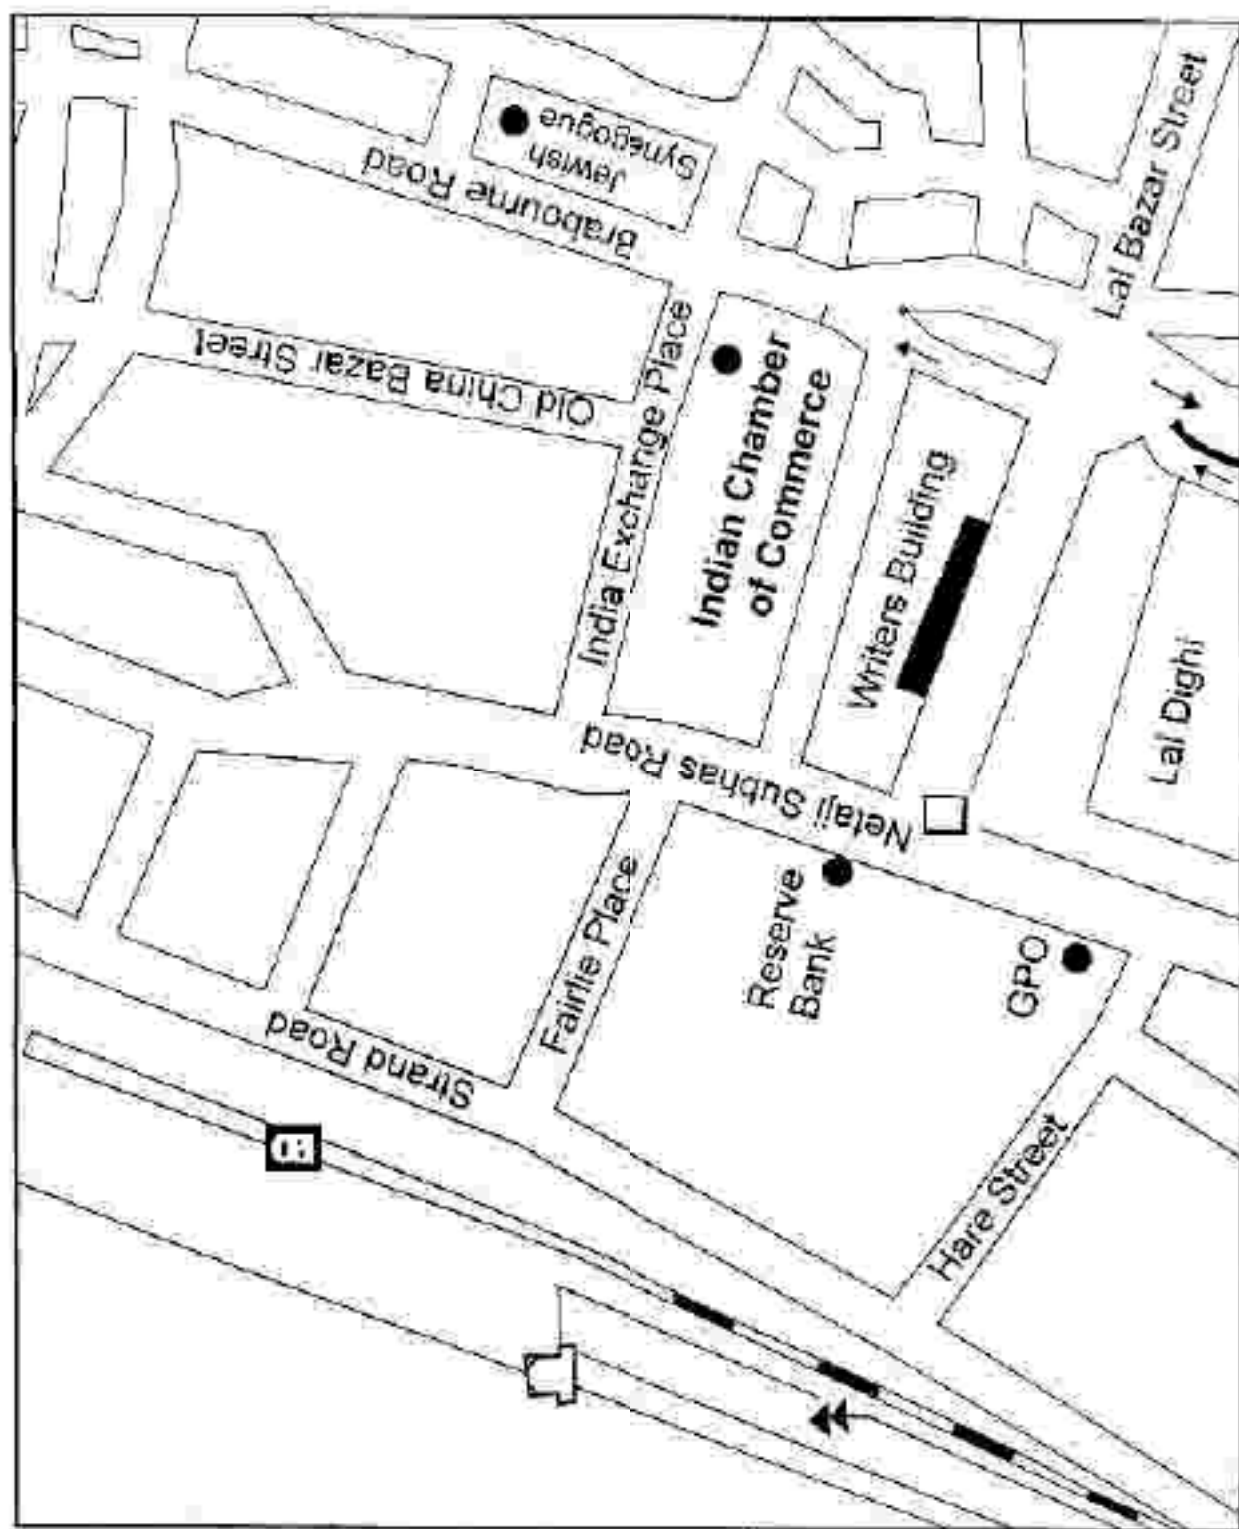 Jewish
Synegogue
Brabourne Road
Lal Bazar Street
Old China Bazar Street
India Exchange Place
Indian Chamber
of Commerce
Writers Building
Lal Dighi
Netaji Subhas Road
Reserve
Bank
GPO
Fairlie Place
Strand Road
Hare Street